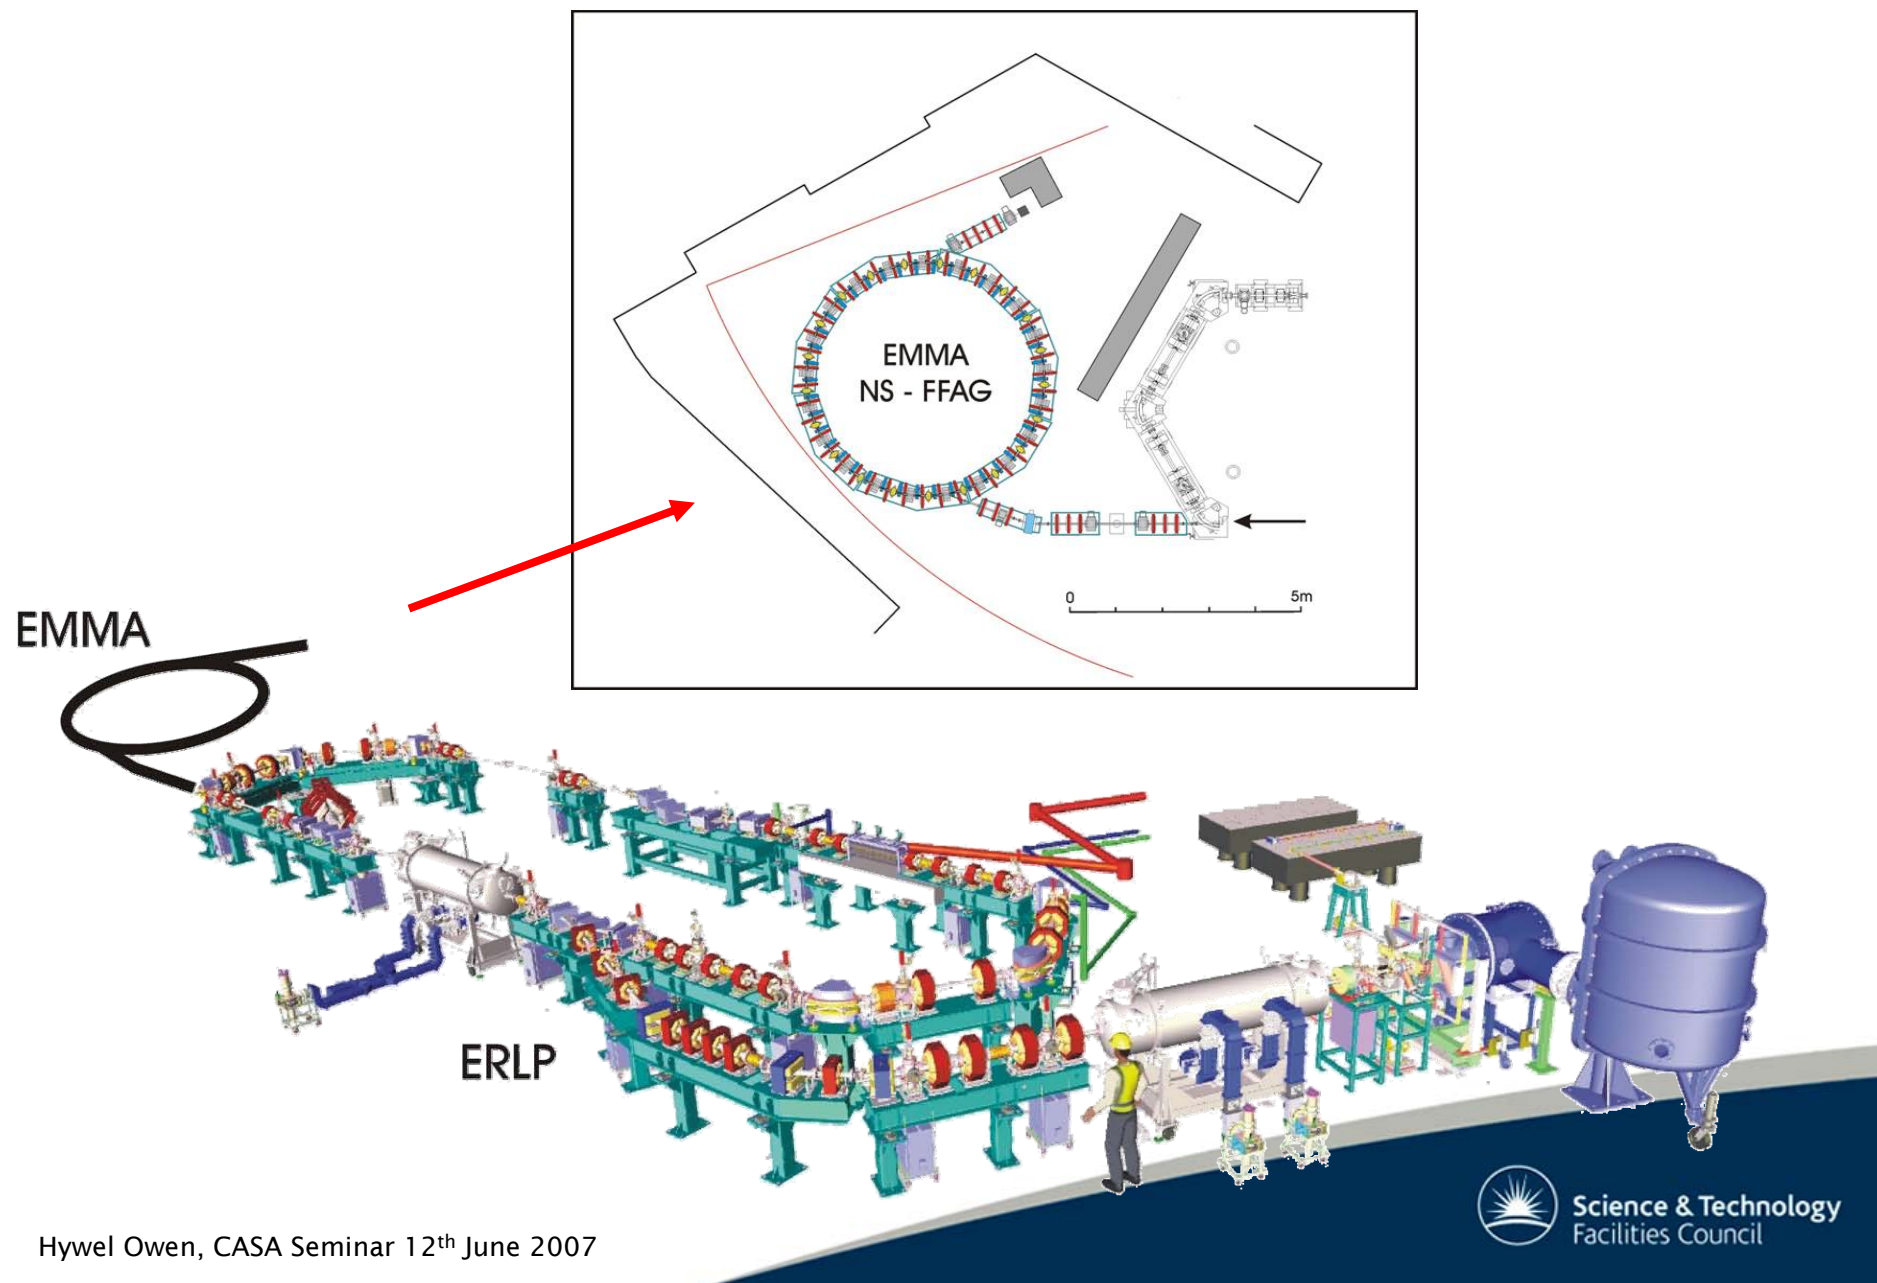 EMMA
NS - FFAG
0
5m
EMMA
ERLP
Science & Technology
Facilities Council
Hywel Owen, CASA Seminar 12th June 2007